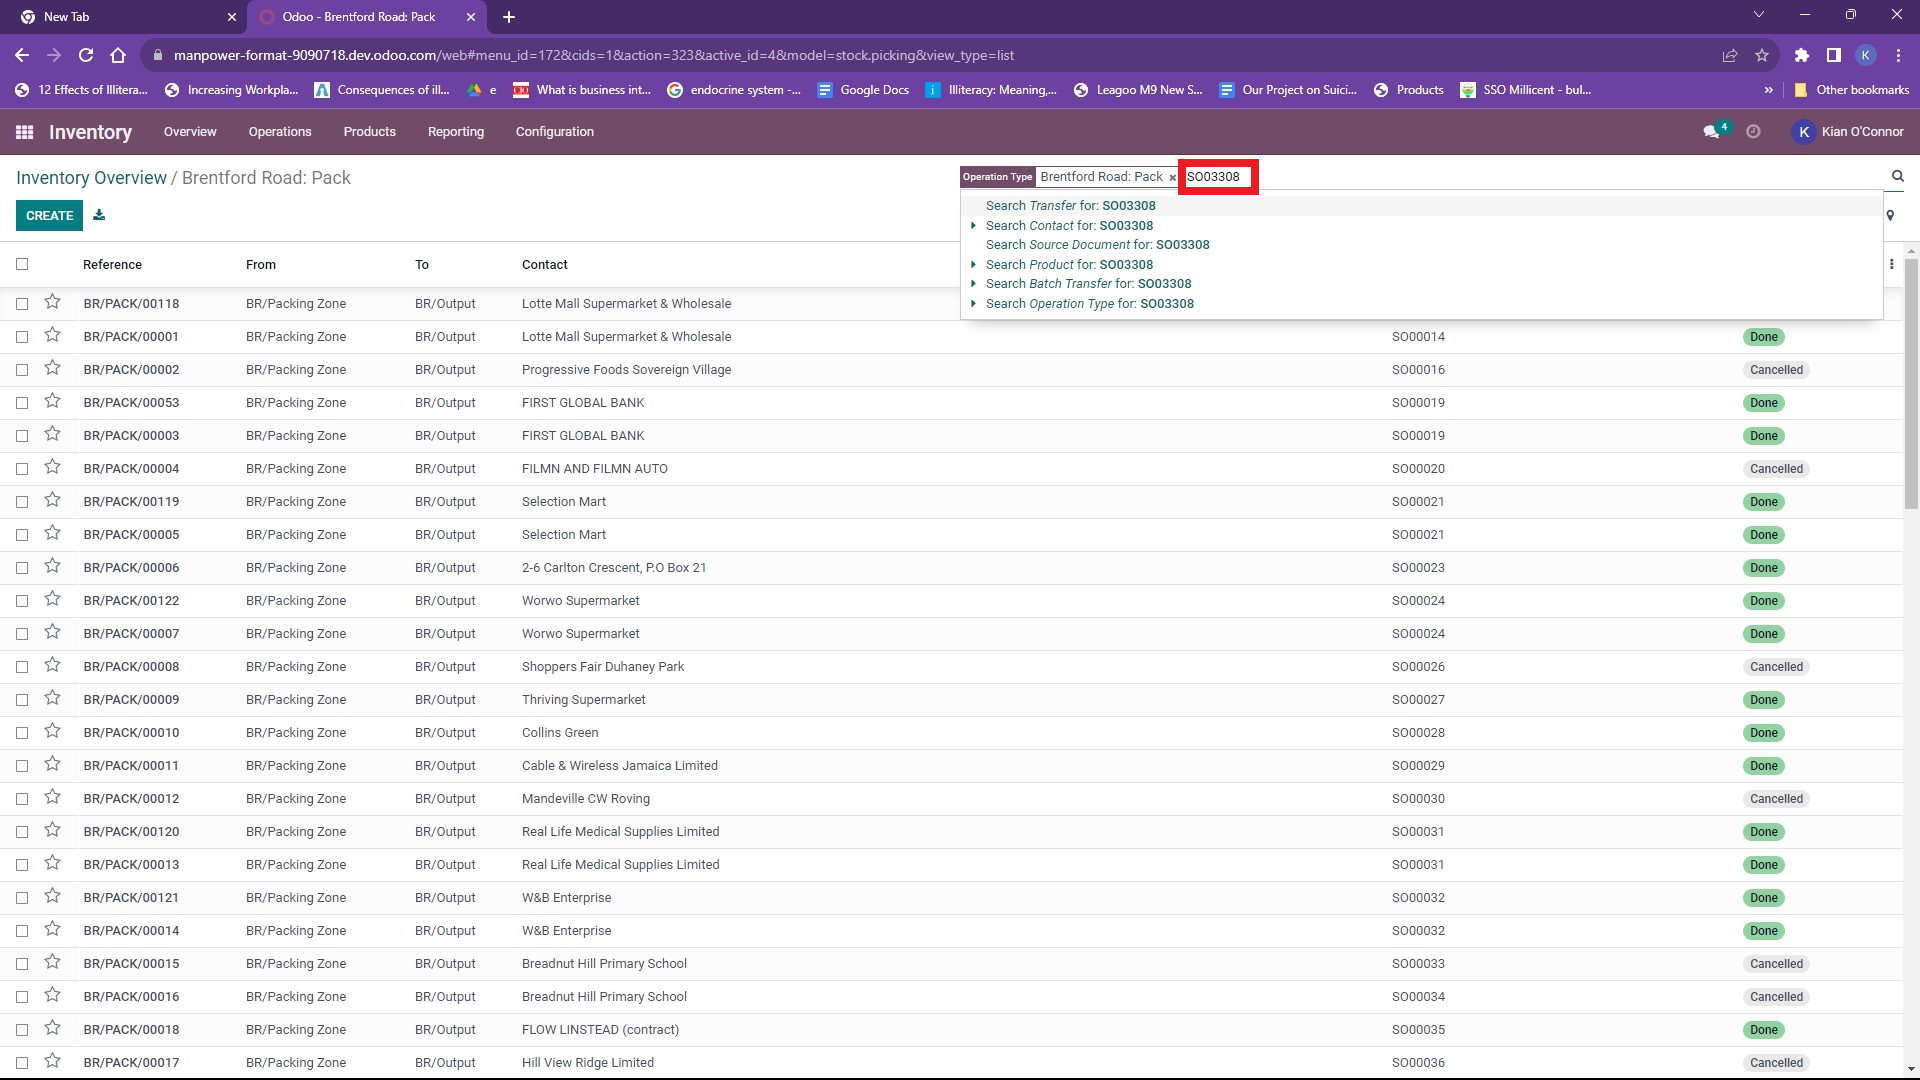 New Tab
Odoo - Brentford Road: Pack
manpower-format-9090718.dev.odoo.com/web#menu_id=172&cids=1&action=323&active_id=4&model=stock.picking&view_type=list
K
12 Effects of Illitera...
Increasing Workpla...
Consequences of ill...
e
What is business int...
endocrine system -...
Google Docs
Illiteracy: Meaning,...
Leagoo M9 New S...
Our Project on Suici...
Products
SSO Millicent - bul...
»
Other bookmarks
Inventory
Overview
Operations
Products
Reporting
Configuration
4
K
Kian O'Connor
Inventory Overview / Brentford Road: Pack
Operation Type
Brentford Road: Pack
SO03308
CREATE
Search Transfer for: SO03308
Search Contact for: SO03308
Search Source Document for: SO03308
Search Product for: SO03308
Search Batch Transfer for: SO03308
Search Operation Type for: SO03308
Reference From To Contact
BR/PACK/00118 BR/Packing Zone BR/Output Lotte Mall Supermarket & Wholesale
BR/PACK/00001 BR/Packing Zone BR/Output Lotte Mall Supermarket & Wholesale SO00014 Done
BR/PACK/00002 BR/Packing Zone BR/Output Progressive Foods Sovereign Village SO00016 Cancelled
BR/PACK/00053 BR/Packing Zone BR/Output FIRST GLOBAL BANK SO00019 Done
BR/PACK/00003 BR/Packing Zone BR/Output FIRST GLOBAL BANK SO00019 Done
BR/PACK/00004 BR/Packing Zone BR/Output FILMN AND FILMN AUTO SO00020 Cancelled
BR/PACK/00119 BR/Packing Zone BR/Output Selection Mart SO00021 Done
BR/PACK/00005 BR/Packing Zone BR/Output Selection Mart SO00021 Done
BR/PACK/00006 BR/Packing Zone BR/Output 2-6 Carlton Crescent, P.O Box 21 SO00023 Done
BR/PACK/00122 BR/Packing Zone BR/Output Worwo Supermarket SO00024 Done
BR/PACK/00007 BR/Packing Zone BR/Output Worwo Supermarket SO00024 Done
BR/PACK/00008 BR/Packing Zone BR/Output Shoppers Fair Duhaney Park SO00026 Cancelled
BR/PACK/00009 BR/Packing Zone BR/Output Thriving Supermarket SO00027 Done
BR/PACK/00010 BR/Packing Zone BR/Output Collins Green SO00028 Done
BR/PACK/00011 BR/Packing Zone BR/Output Cable & Wireless Jamaica Limited SO00029 Done
BR/PACK/00012 BR/Packing Zone BR/Output Mandeville CW Roving SO00030 Cancelled
BR/PACK/00120 BR/Packing Zone BR/Output Real Life Medical Supplies Limited SO00031 Done
BR/PACK/00013 BR/Packing Zone BR/Output Real Life Medical Supplies Limited SO00031 Done
BR/PACK/00121 BR/Packing Zone BR/Output W&B Enterprise SO00032 Done
BR/PACK/00014 BR/Packing Zone BR/Output W&B Enterprise SO00032 Done
BR/PACK/00015 BR/Packing Zone BR/Output Breadnut Hill Primary School SO00033 Cancelled
BR/PACK/00016 BR/Packing Zone BR/Output Breadnut Hill Primary School SO00034 Cancelled
BR/PACK/00018 BR/Packing Zone BR/Output FLOW LINSTEAD (contract) SO00035 Done
BR/PACK/00017 BR/Packing Zone BR/Output Hill View Ridge Limited SO00036 Cancelled